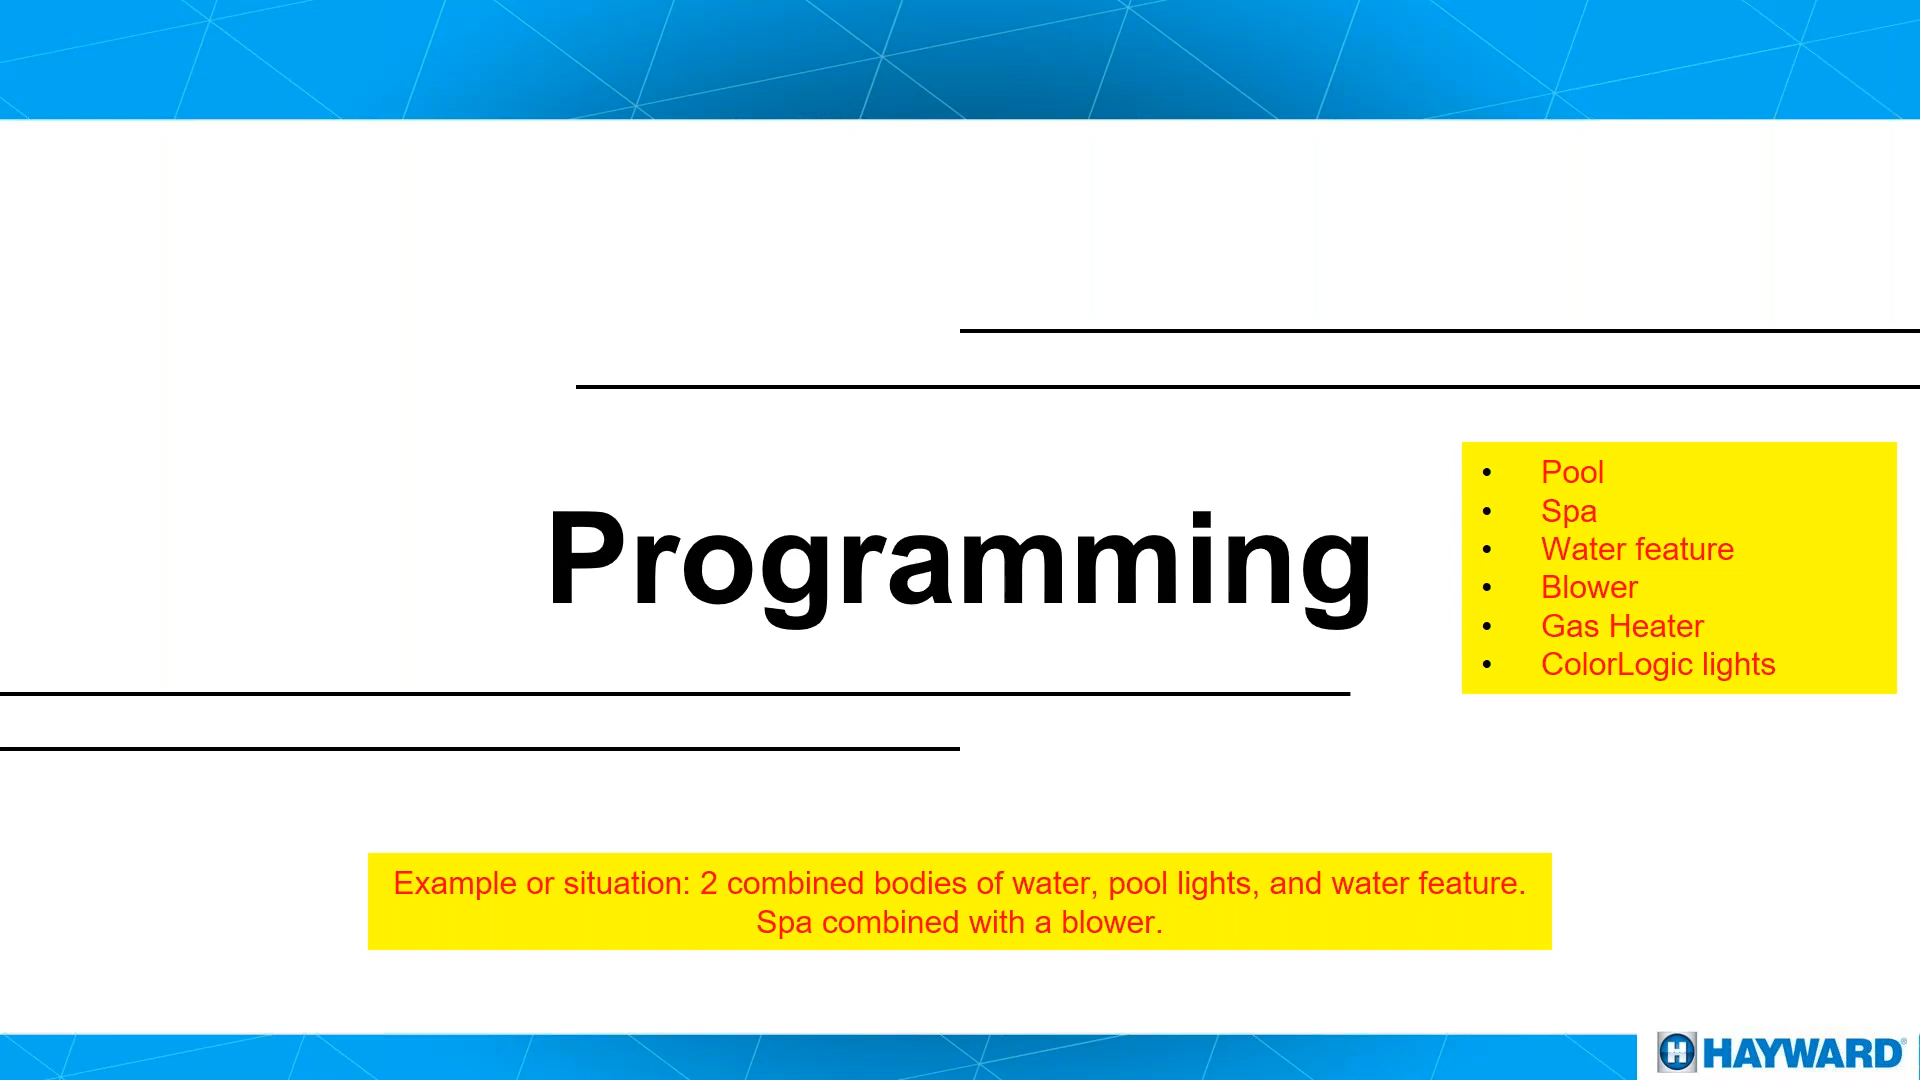 Programming
• Pool
• Spa
• Water feature
• Blower
• Gas Heater
• ColorLogic lights
Example or situation: 2 combined bodies of water, pool lights, and water feature.
Spa combined with a blower.
H HAYWARD®